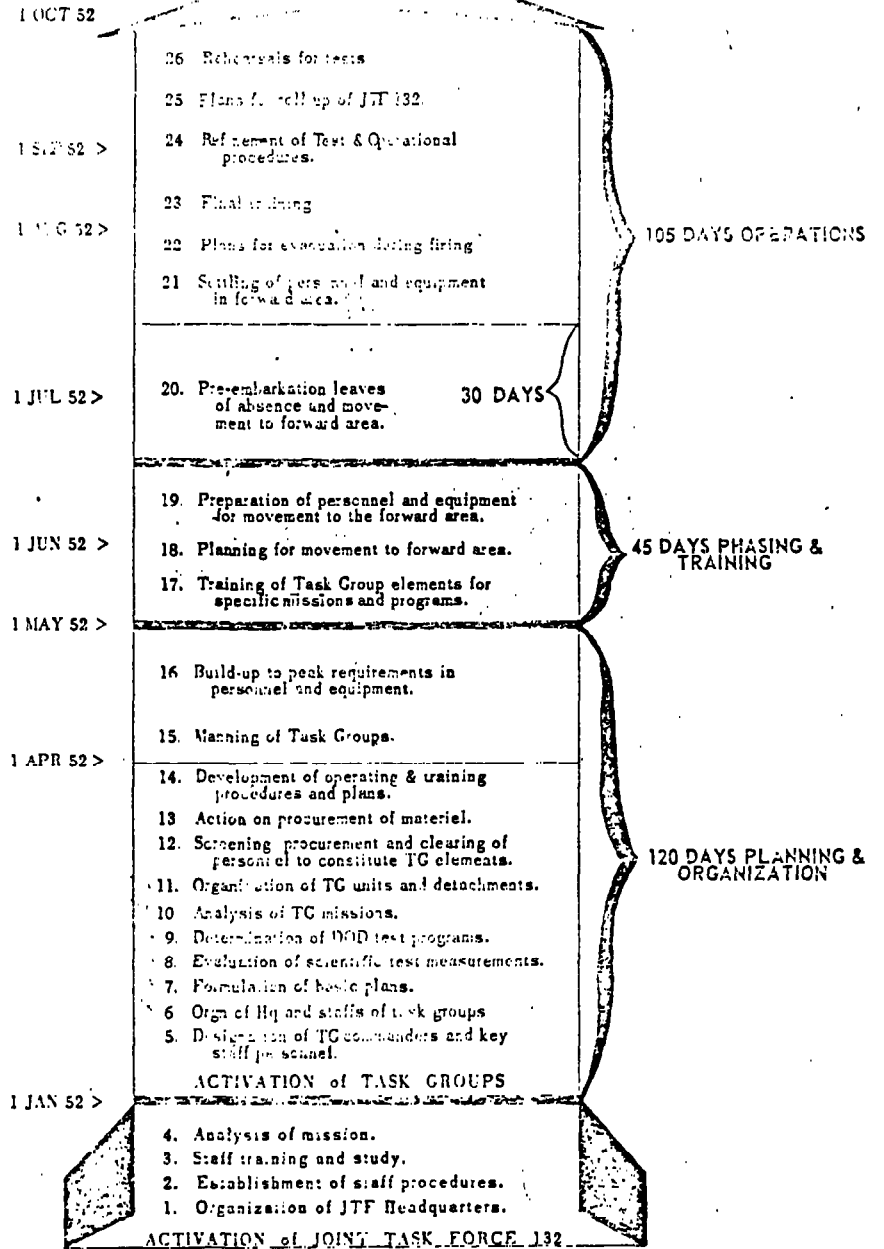 1 OCT 52
26 Rehearsals for tests
25 Plans for roll up of JTF 132.
1 SEP 52 >
24 Refinement of Test & Operational
procedures.
23 Final training
1 AUG 52 >
22 Plans for evacuation during firing
105 DAYS OPERATIONS
21 Settling of personnel and equipment
in forward area.
1 JUL 52 >
20. Pre-embarkation leaves
of absence and move-
ment to forward area.
30 DAYS
19. Preparation of personnel and equipment
for movement to the forward area.
1 JUN 52 >
18. Planning for movement to forward area.
45 DAYS PHASING &
TRAINING
17. Training of Task Group elements for
specific missions and programs.
1 MAY 52 >
16 Build-up to peak requirements in
personnel and equipment.
15. Manning of Task Groups.
1 APR 52 >
14. Development of operating & training
procedures and plans.
13 Action on procurement of materiel.
12. Screening procurement and clearing of
personnel to constitute TG elements.
120 DAYS PLANNING &
ORGANIZATION
11. Organization of TG units and detachments.
10 Analysis of TG missions.
9. Determination of DOD test programs.
8. Evaluation of scientific test measurements.
7. Formulation of basic plans.
6 Orgn of Hq and staffs of task groups
5. Designation of TG commanders and key
staff personnel.
ACTIVATION of TASK GROUPS
1 JAN 52 >
4. Analysis of mission.
3. Staff training and study.
2. Establishment of staff procedures.
1. Organization of JTF Headquarters.
ACTIVATION of JOINT TASK FORCE 132